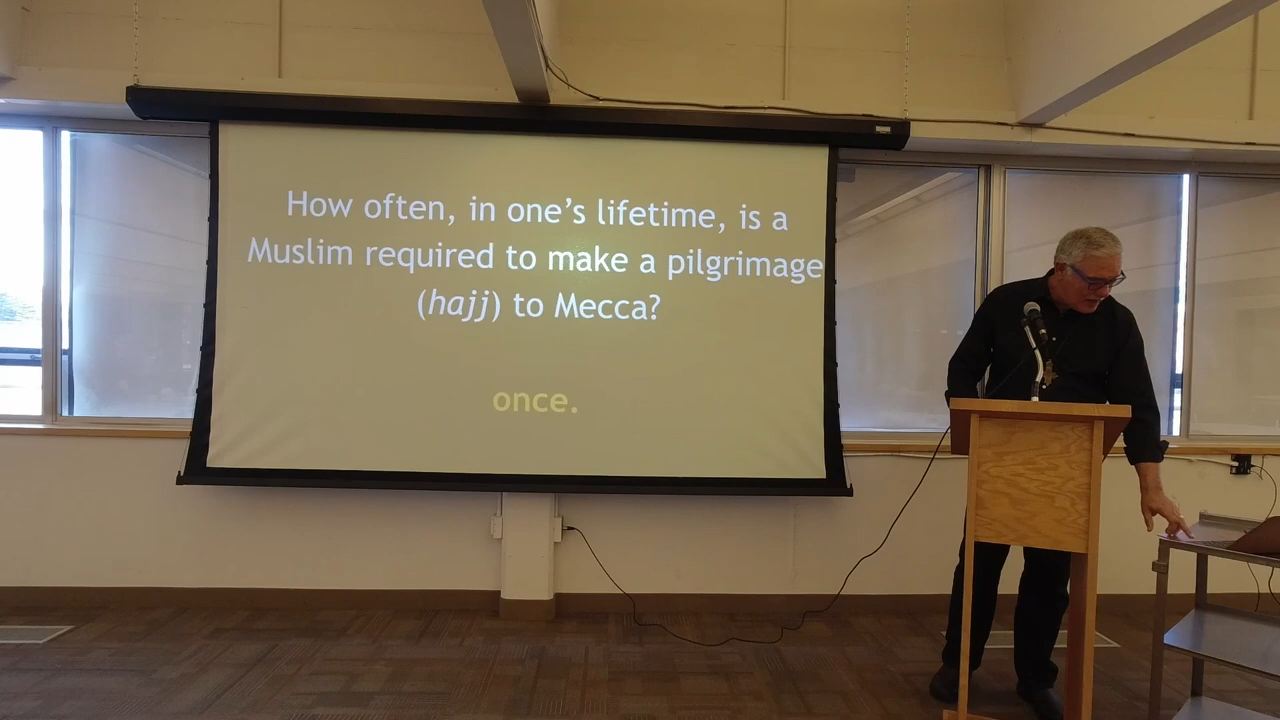 How often, in one’s lifetime, is a
Muslim required to make a pilgrimage
(hajj) to Mecca?
once.